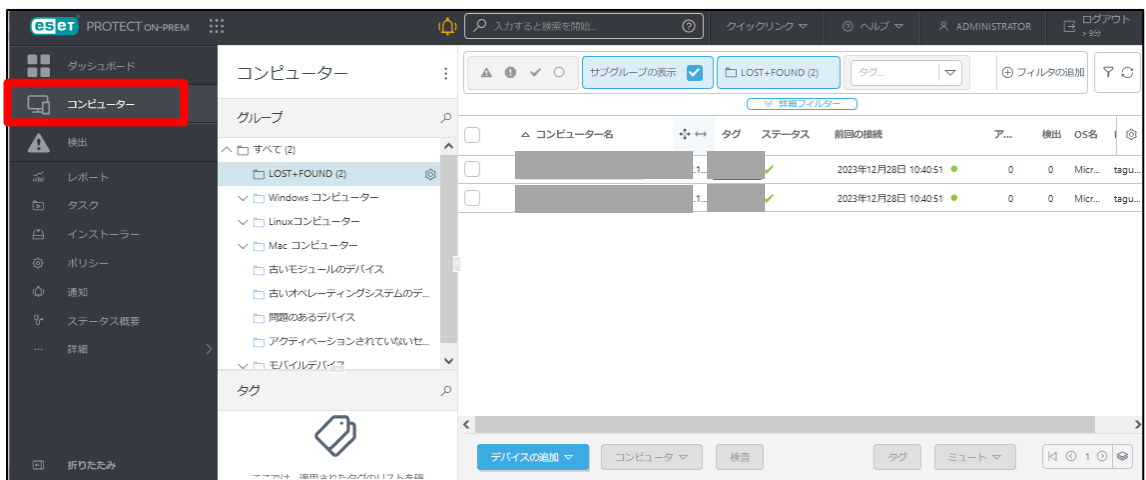 eset PROTECT ON-PREM
入力すると検索を開始...
クイックリンク
ヘルプ
ADMINISTRATOR
ログアウト
> 9分
ダッシュボード
コンピューター
検出
レポート
タスク
インストーラー
ポリシー
通知
ステータス概要
詳細
折りたたみ
コンピューター
グループ
すべて (2)
LOST+FOUND (2)
Windows コンピューター
Linuxコンピューター
Mac コンピューター
古いモジュールのデバイス
古いオペレーティングシステムのデ...
問題のあるデバイス
アクティベーションされていないセ...
モバイルデバイス
タグ
サブグループの表示
LOST+FOUND (2)
タグ...
フィルタの追加
詳細フィルター
コンピューター名 タグ ステータス 前回の接続 ア... 検出 OS名
.1... 2023年12月28日 10:40:51 0 0 Micr... tagu...
.1... 2023年12月28日 10:40:51 0 0 Micr... tagu...
デバイスの追加
コンピュータ
検査
タグ
ミュート
1